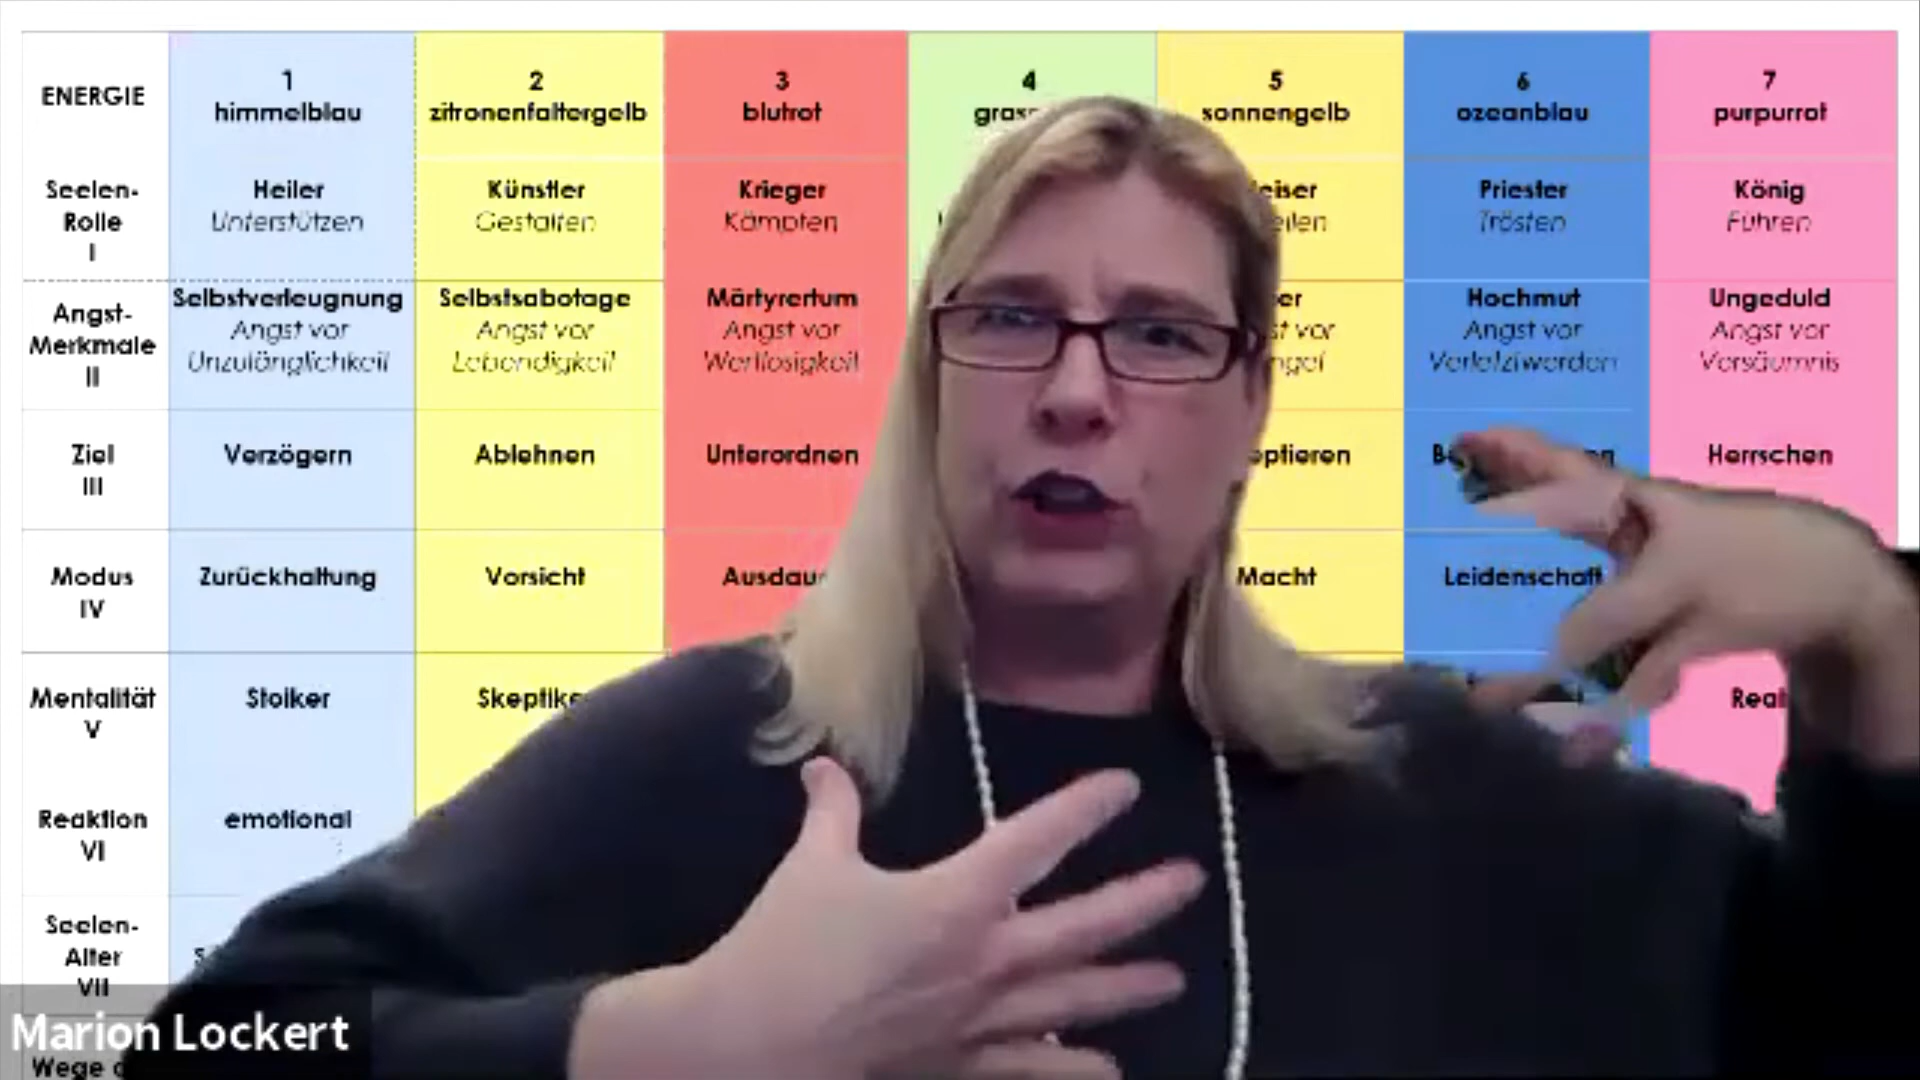 ENERGIE
1
himmelblau
2
zitronenfaltergelb
3
blutrot
4
5
sonnengelb
6
ozeanblau
7
purpurrot
Seelen-
Rolle
I
Heiler
Unterstützen
Künstler
Gestalten
Krieger
Kämpfen
Priester
Trösten
König
Führen
Angst-
Merkmale
II
Selbstverleugnung
Angst vor
Unzulänglichkeit
Selbstsabotage
Angst vor
Lebendigkeit
Märtyrertum
Angst vor
Wertlosigkeit
vor
Hochmut
Angst vor
Verletztwerden
Ungeduld
Angst vor
Versäumnis
Ziel
III
Verzögern
Ablehnen
Unterordnen
Herrschen
Modus
IV
Zurückhaltung
Vorsicht
Macht
Leidenschaft
Mentalität
V
Stoiker
Reaktion
VI
emotional
Seelen-
Alter
VII
Marion Lockert
Wege